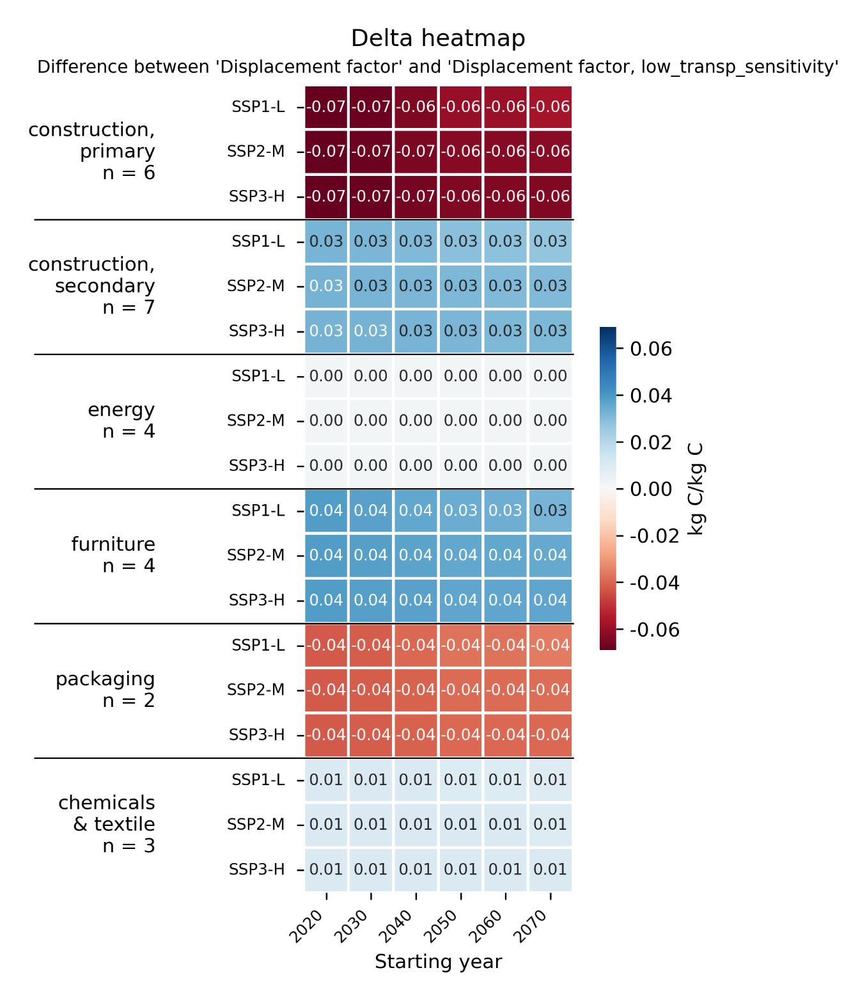 Delta heatmap
Difference between 'Displacement factor' and 'Displacement factor, low_transp_sensitivity'
construction,
primary
n = 6
SSP1-L -0.07 -0.07 -0.06 -0.06 -0.06 -0.06
SSP2-M -0.07 -0.07 -0.07 -0.06 -0.06 -0.06
SSP3-H -0.07 -0.07 -0.07 -0.06 -0.06 -0.06
construction,
secondary
n = 7
SSP1-L 0.03 0.03 0.03 0.03 0.03 0.03
SSP2-M 0.03 0.03 0.03 0.03 0.03 0.03
SSP3-H 0.03 0.03 0.03 0.03 0.03 0.03
energy
n = 4
SSP1-L 0.00 0.00 0.00 0.00 0.00 0.00
SSP2-M 0.00 0.00 0.00 0.00 0.00 0.00
SSP3-H 0.00 0.00 0.00 0.00 0.00 0.00
furniture
n = 4
SSP1-L 0.04 0.04 0.04 0.03 0.03 0.03
SSP2-M 0.04 0.04 0.04 0.04 0.04 0.04
SSP3-H 0.04 0.04 0.04 0.04 0.04 0.04
packaging
n = 2
SSP1-L -0.04 -0.04 -0.04 -0.04 -0.04 -0.04
SSP2-M -0.04 -0.04 -0.04 -0.04 -0.04 -0.04
SSP3-H -0.04 -0.04 -0.04 -0.04 -0.04 -0.04
chemicals
& textile
n = 3
SSP1-L 0.01 0.01 0.01 0.01 0.01 0.01
SSP2-M 0.01 0.01 0.01 0.01 0.01 0.01
SSP3-H 0.01 0.01 0.01 0.01 0.01 0.01
2020 2030 2040 2050 2060 2070
Starting year
0.06
0.04
0.02
0.00
-0.02
-0.04
-0.06
kg C/kg C